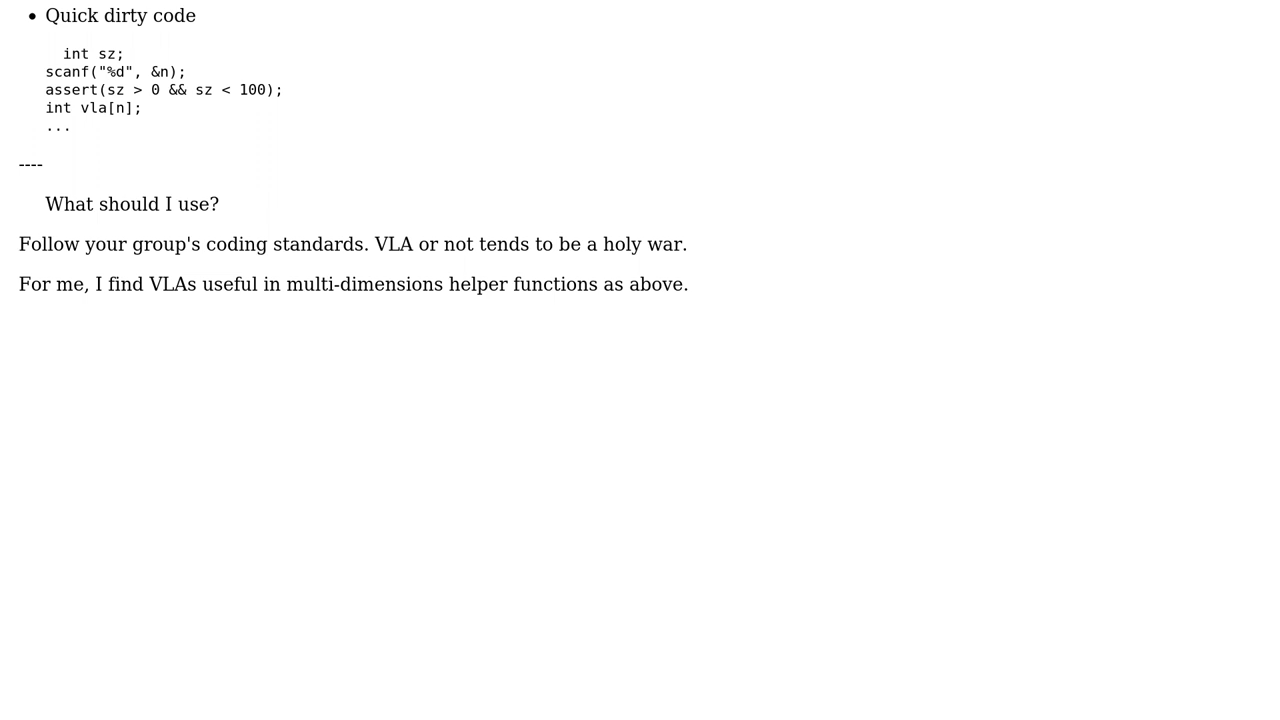 • Quick dirty code
int sz;
scanf("%d", &n);
assert(sz > 0 && sz < 100);
int vla[n];
...
----
What should I use?
Follow your group's coding standards. VLA or not tends to be a holy war.
For me, I find VLAs useful in multi-dimensions helper functions as above.